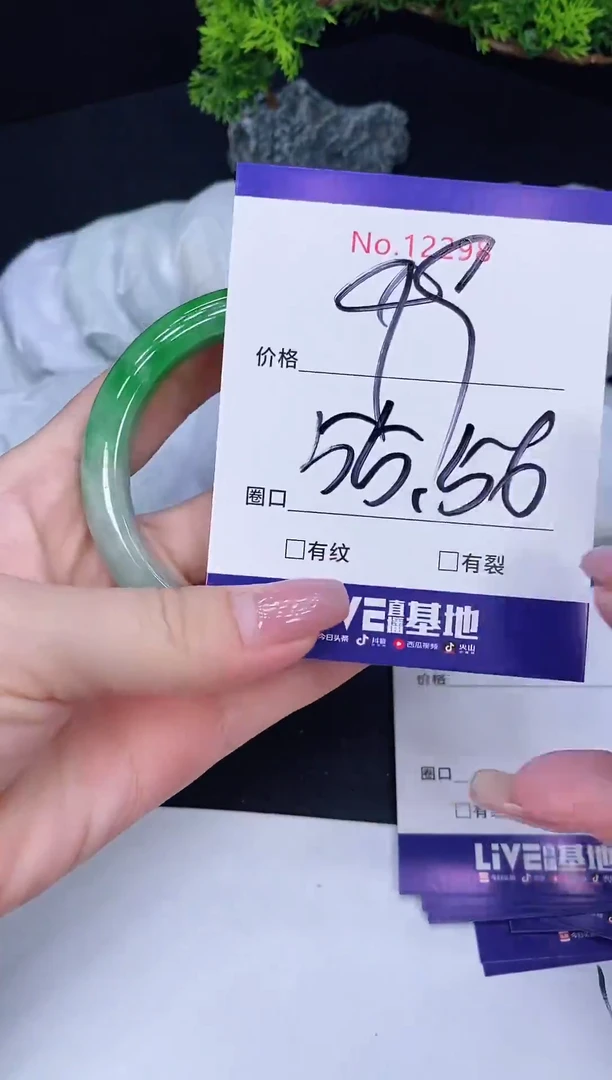 No.12298
价格
圈口 55.56
□有纹 □有裂
VE直播基地
今日头条 抖音 西瓜视频 火山
价格
圈口
□有
LiVE直播基地